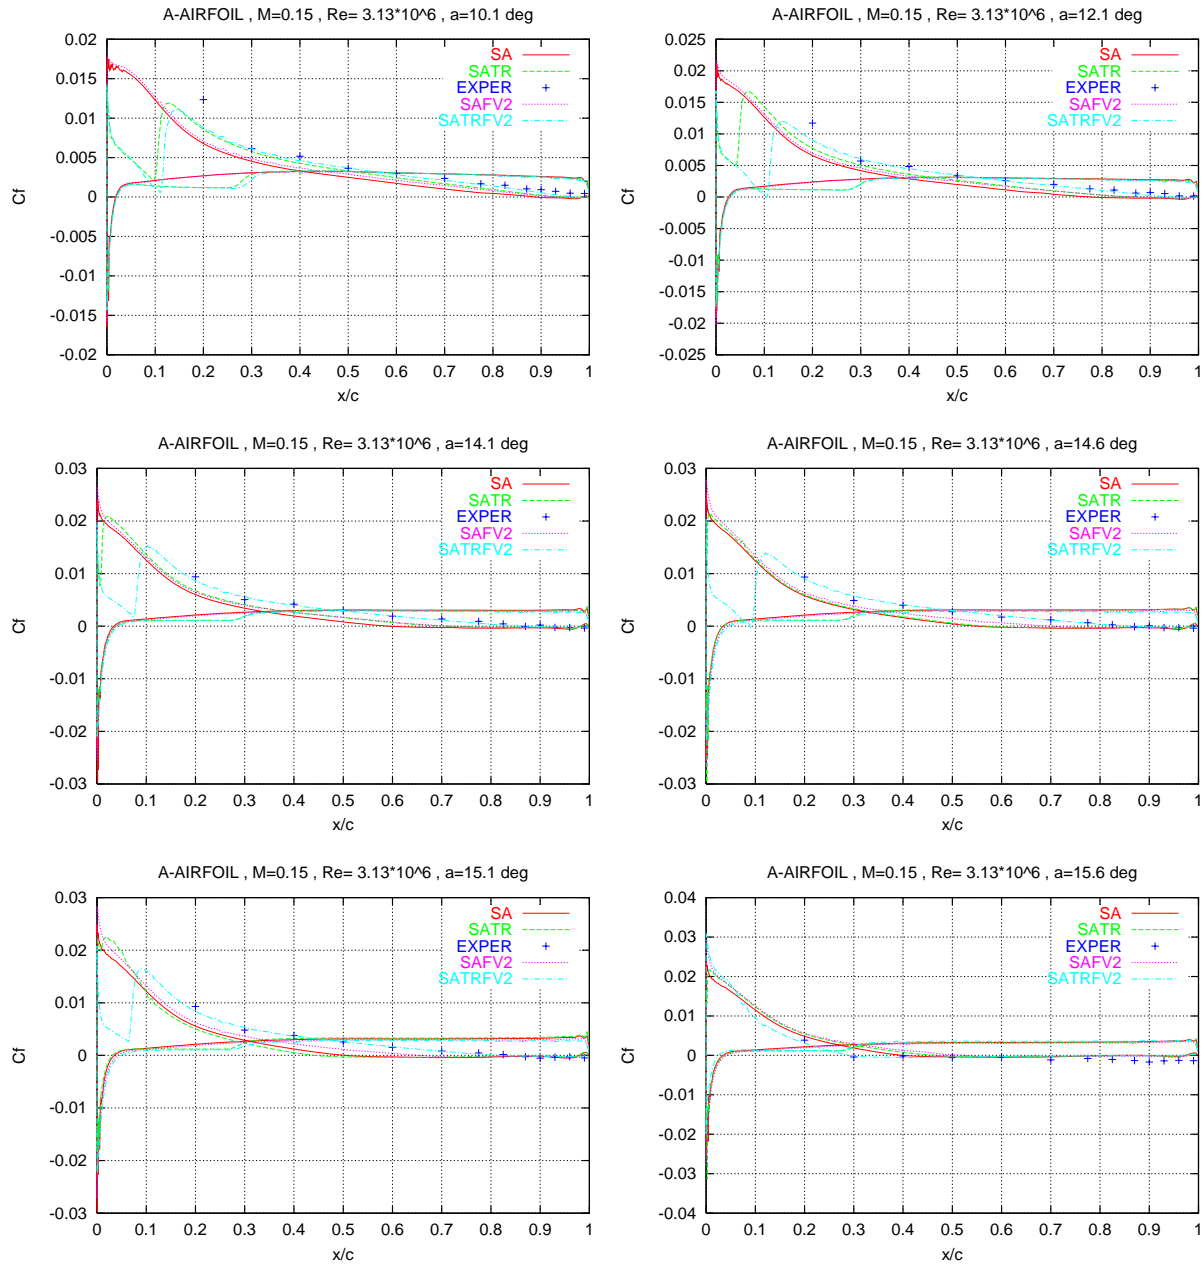 A-AIRFOIL , M=0.15 , Re= 3.13*10^6 , a=10.1 deg
0.02
0.015
0.01
0.005
0
-0.005
-0.01
-0.015
-0.02
Cf
SA
SATR
EXPER
SAFV2
SATRFV2
0 0.1 0.2 0.3 0.4 0.5 0.6 0.7 0.8 0.9 1
x/c
A-AIRFOIL , M=0.15 , Re= 3.13*10^6 , a=12.1 deg
0.025
0.02
0.015
0.01
0.005
0
-0.005
-0.01
-0.015
-0.02
-0.025
Cf
SA
SATR
EXPER
SAFV2
SATRFV2
0 0.1 0.2 0.3 0.4 0.5 0.6 0.7 0.8 0.9 1
x/c
A-AIRFOIL , M=0.15 , Re= 3.13*10^6 , a=14.1 deg
0.03
0.02
0.01
0
-0.01
-0.02
-0.03
Cf
SA
SATR
EXPER
SAFV2
SATRFV2
0 0.1 0.2 0.3 0.4 0.5 0.6 0.7 0.8 0.9 1
x/c
A-AIRFOIL , M=0.15 , Re= 3.13*10^6 , a=14.6 deg
0.03
0.02
0.01
0
-0.01
-0.02
-0.03
Cf
SA
SATR
EXPER
SAFV2
SATRFV2
0 0.1 0.2 0.3 0.4 0.5 0.6 0.7 0.8 0.9 1
x/c
A-AIRFOIL , M=0.15 , Re= 3.13*10^6 , a=15.1 deg
0.03
0.02
0.01
0
-0.01
-0.02
-0.03
Cf
SA
SATR
EXPER
SAFV2
SATRFV2
0 0.1 0.2 0.3 0.4 0.5 0.6 0.7 0.8 0.9 1
x/c
A-AIRFOIL , M=0.15 , Re= 3.13*10^6 , a=15.6 deg
0.04
0.03
0.02
0.01
0
-0.01
-0.02
-0.03
-0.04
Cf
SA
SATR
EXPER
SAFV2
SATRFV2
0 0.1 0.2 0.3 0.4 0.5 0.6 0.7 0.8 0.9 1
x/c